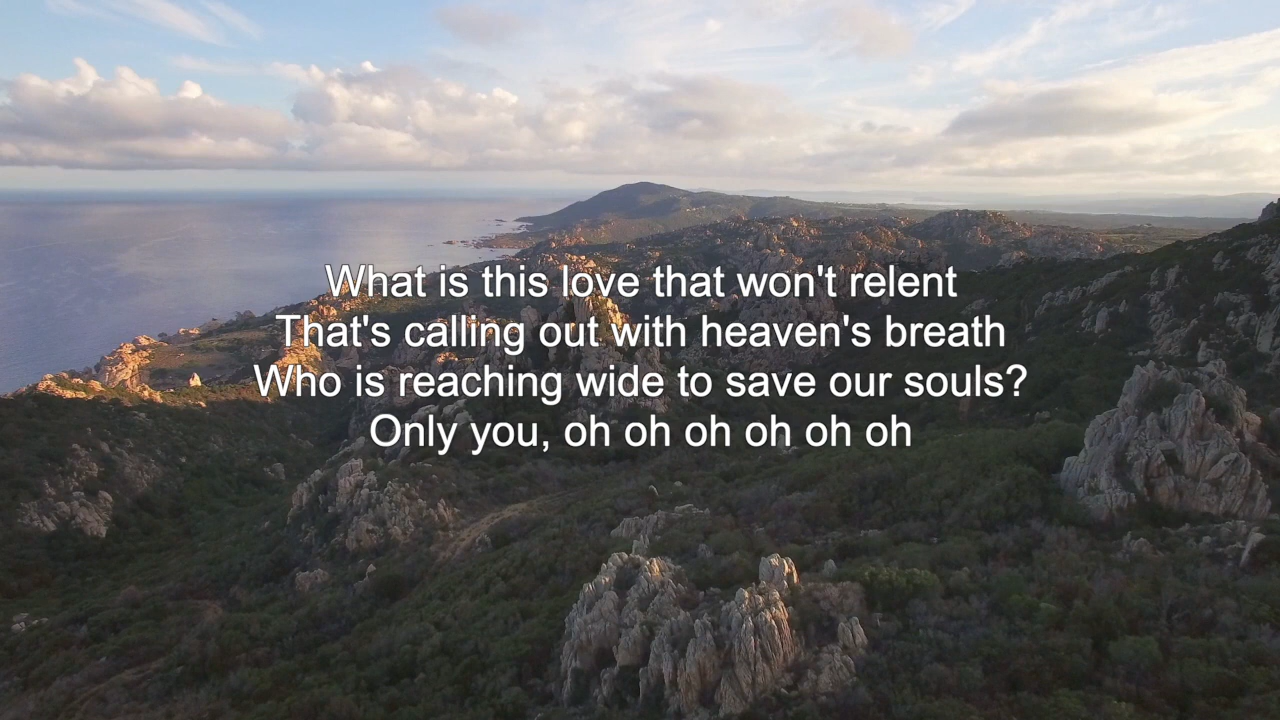 What is this love that won't relent
That's calling out with heaven's breath
Who is reaching wide to save our souls?
Only you, oh oh oh oh oh oh